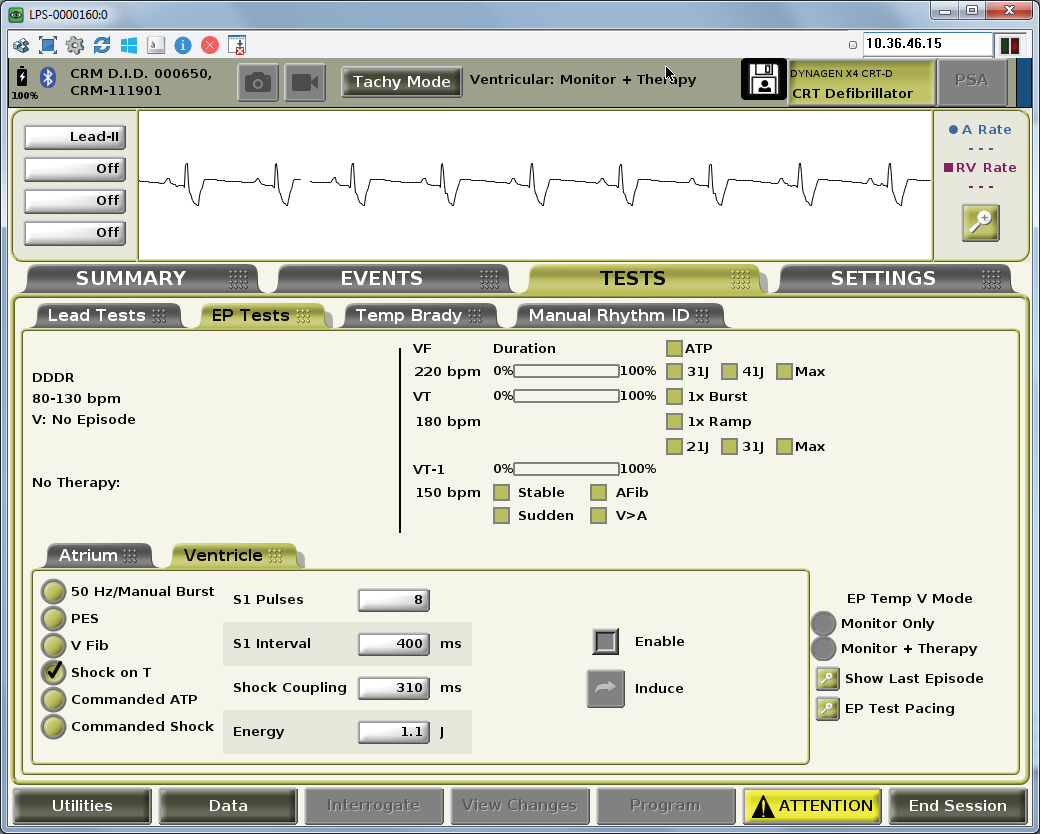 LPS-0000160:0
a
10.36.46.15
100%
CRM D.I.D. 000650,
CRM-111901
Tachy Mode
Ventricular: Monitor + Therapy
DYNAGEN X4 CRT-D
CRT Defibrillator
PSA
Lead-II
Off
Off
Off
A Rate
- - -
RV Rate
- - -
SUMMARY
EVENTS
TESTS
SETTINGS
Lead Tests
EP Tests
Temp Brady
Manual Rhythm ID
DDDR
80-130 bpm
V: No Episode
No Therapy:
VF Duration ATP
220 bpm 0% 100% 31J 41J Max
VT 0% 100% 1x Burst
180 bpm 1x Ramp
21J 31J Max
VT-1 0% 100%
150 bpm Stable AFib
Sudden V>A
Atrium
Ventricle
50 Hz/Manual Burst
PES
V Fib
Shock on T
Commanded ATP
Commanded Shock
S1 Pulses 8
S1 Interval 400 ms
Shock Coupling 310 ms
Energy 1.1 J
Enable
Induce
EP Temp V Mode
Monitor Only
Monitor + Therapy
Show Last Episode
EP Test Pacing
Utilities
Data
Interrogate
View Changes
Program
ATTENTION
End Session